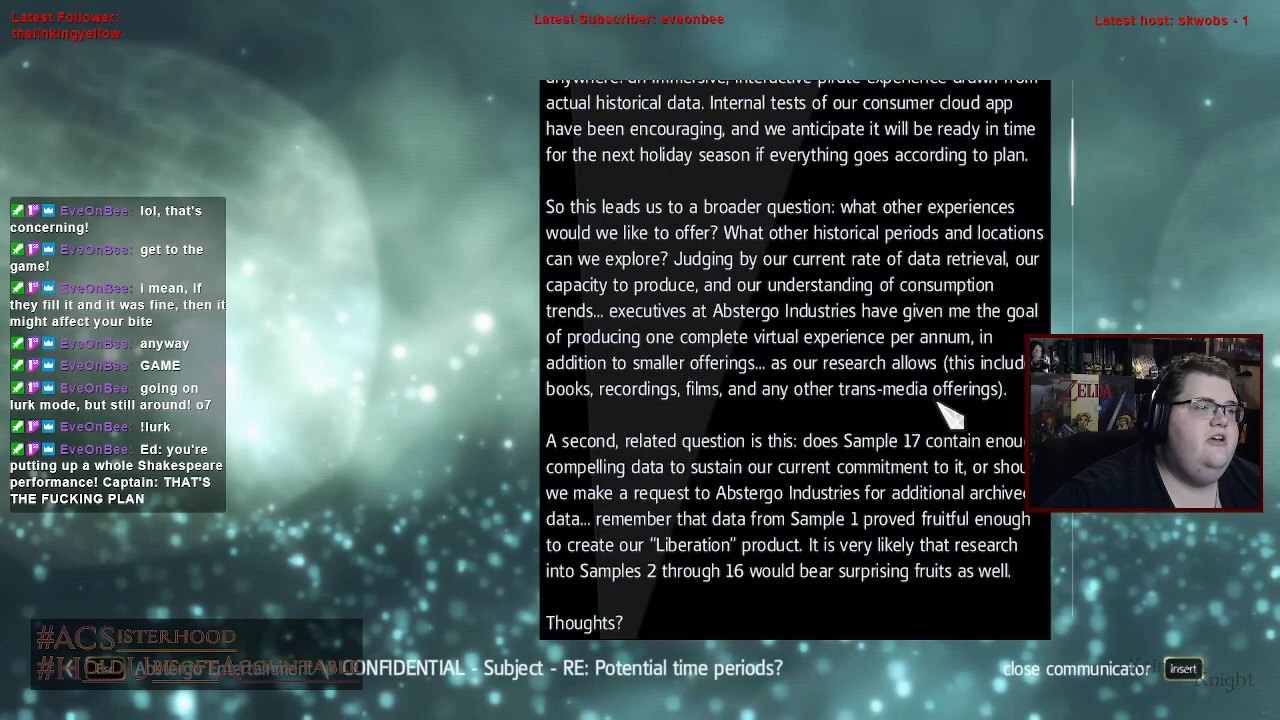 Latest Follower:
thelinkingyellow
Latest Subscriber: eveonbee
Latest host: skwobs - 1
anywhere: an immersive, interactive pirate experience drawn from
actual historical data. Internal tests of our consumer cloud app
have been encouraging, and we anticipate it will be ready in time
for the next holiday season if everything goes according to plan.
So this leads us to a broader question: what other experiences
would we like to offer? What other historical periods and locations
can we explore? Judging by our current rate of data retrieval, our
capacity to produce, and our understanding of consumption
trends... executives at Abstergo Industries have given me the goal
of producing one complete virtual experience per annum, in
addition to smaller offerings... as our research allows (this includ
books, recordings, films, and any other trans-media offerings).
A second, related question is this: does Sample 17 contain enou
compelling data to sustain our current commitment to it, or shou
we make a request to Abstergo Industries for additional archive
data... remember that data from Sample 1 proved fruitful enough
to create our “Liberation” product. It is very likely that research
into Samples 2 through 16 would bear surprising fruits as well.
Thoughts?
EveOnBee: lol, that's
concerning!
EveOnBee: get to the
game!
EveOnBee: i mean, If
they fill it and it was fine, then it
might affect your bite
EveOnBee: anyway
EveOnBee: GAME
EveOnBee: going on
lurk mode, but still around! o7
EveOnBee: !lurk
EveOnBee: Ed: you're
putting up a whole Shakespeare
performance! Captain: THAT'S
THE FUCKING PLAN
ZELDA
#ACSISTERHOOD
Abstergo Entertainment CONFIDENTIAL - Subject - RE: Potential time periods?
close communicator Insert
Knight